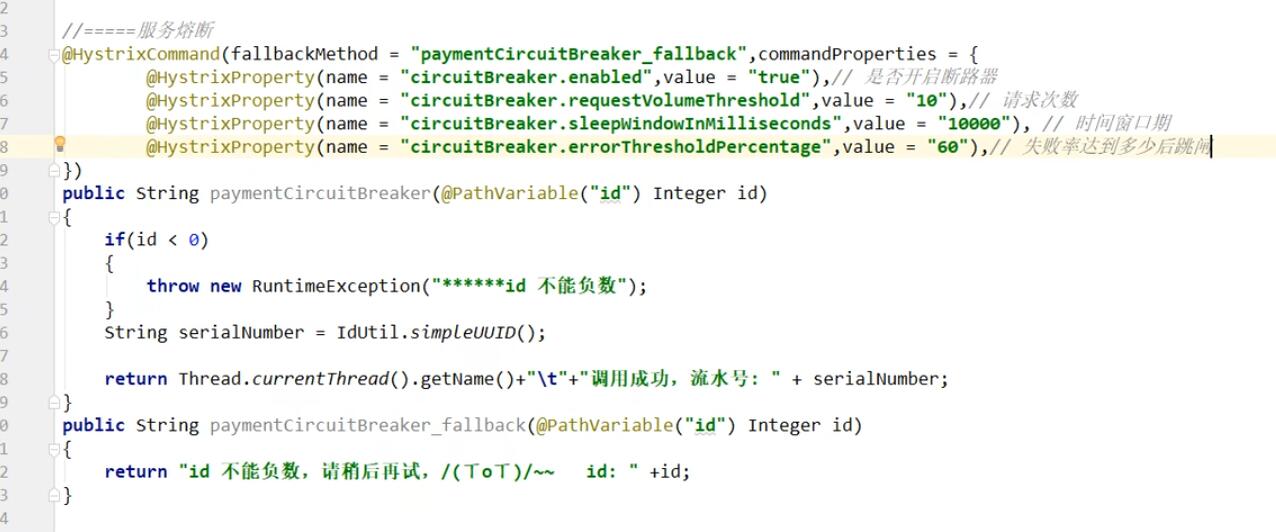 2
3 //=====服务熔断
4 @HystrixCommand(fallbackMethod = "paymentCircuitBreaker_fallback",commandProperties = {
5 @HystrixProperty(name = "circuitBreaker.enabled",value = "true"),// 是否开启断路器
6 @HystrixProperty(name = "circuitBreaker.requestVolumeThreshold",value = "10"),// 请求次数
7 @HystrixProperty(name = "circuitBreaker.sleepWindowInMilliseconds",value = "10000"), // 时间窗口期
8 @HystrixProperty(name = "circuitBreaker.errorThresholdPercentage",value = "60"),// 失败率达到多少后跳闸
9 })
0 public String paymentCircuitBreaker(@PathVariable("id") Integer id)
1 {
2 if(id < 0)
3 {
4 throw new RuntimeException("******id 不能负数");
5 }
6 String serialNumber = IdUtil.simpleUUID();
7
8 return Thread.currentThread().getName()+"\t"+"调用成功，流水号: " + serialNumber;
9 }
0 public String paymentCircuitBreaker_fallback(@PathVariable("id") Integer id)
1 {
2 return "id 不能负数，请稍后再试，/(ㄒoㄒ)/~~   id: " +id;
3 }
4